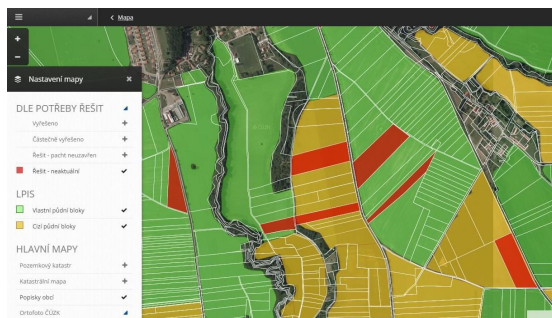 < Mapa
+
–
Nastavení mapy ×
DLE POTŘEBY ŘEŠIT
Vyřešeno +
Částečně vyřešeno +
Řešit - pacht neuzavřen +
Řešit - neaktuální ✓
LPIS
Vlastní půdní bloky ✓
Cizí půdní bloky ✓
HLAVNÍ MAPY
Pozemkový katastr +
Katastrální mapa +
Popisky obcí ✓
Ortofoto ČÚZK